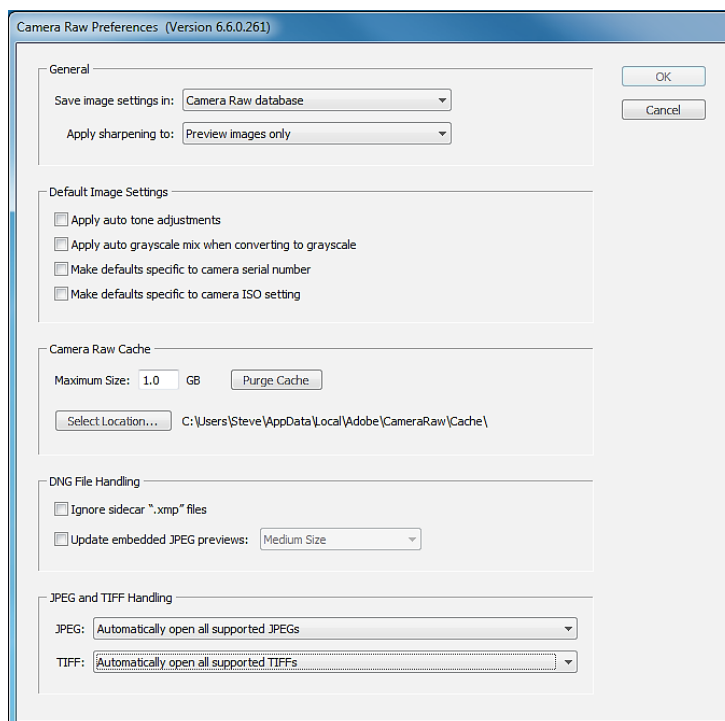 Camera Raw Preferences  (Version 6.6.0.261)
General
OK
Save image settings in: Camera Raw database
Cancel
Apply sharpening to: Preview images only
Default Image Settings
Apply auto tone adjustments
Apply auto grayscale mix when converting to grayscale
Make defaults specific to camera serial number
Make defaults specific to camera ISO setting
Camera Raw Cache
Maximum Size: 1.0 GB Purge Cache
Select Location... C:\Users\Steve\AppData\Local\Adobe\CameraRaw\Cache\
DNG File Handling
Ignore sidecar “.xmp” files
Update embedded JPEG previews: Medium Size
JPEG and TIFF Handling
JPEG: Automatically open all supported JPEGs
TIFF: Automatically open all supported TIFFs